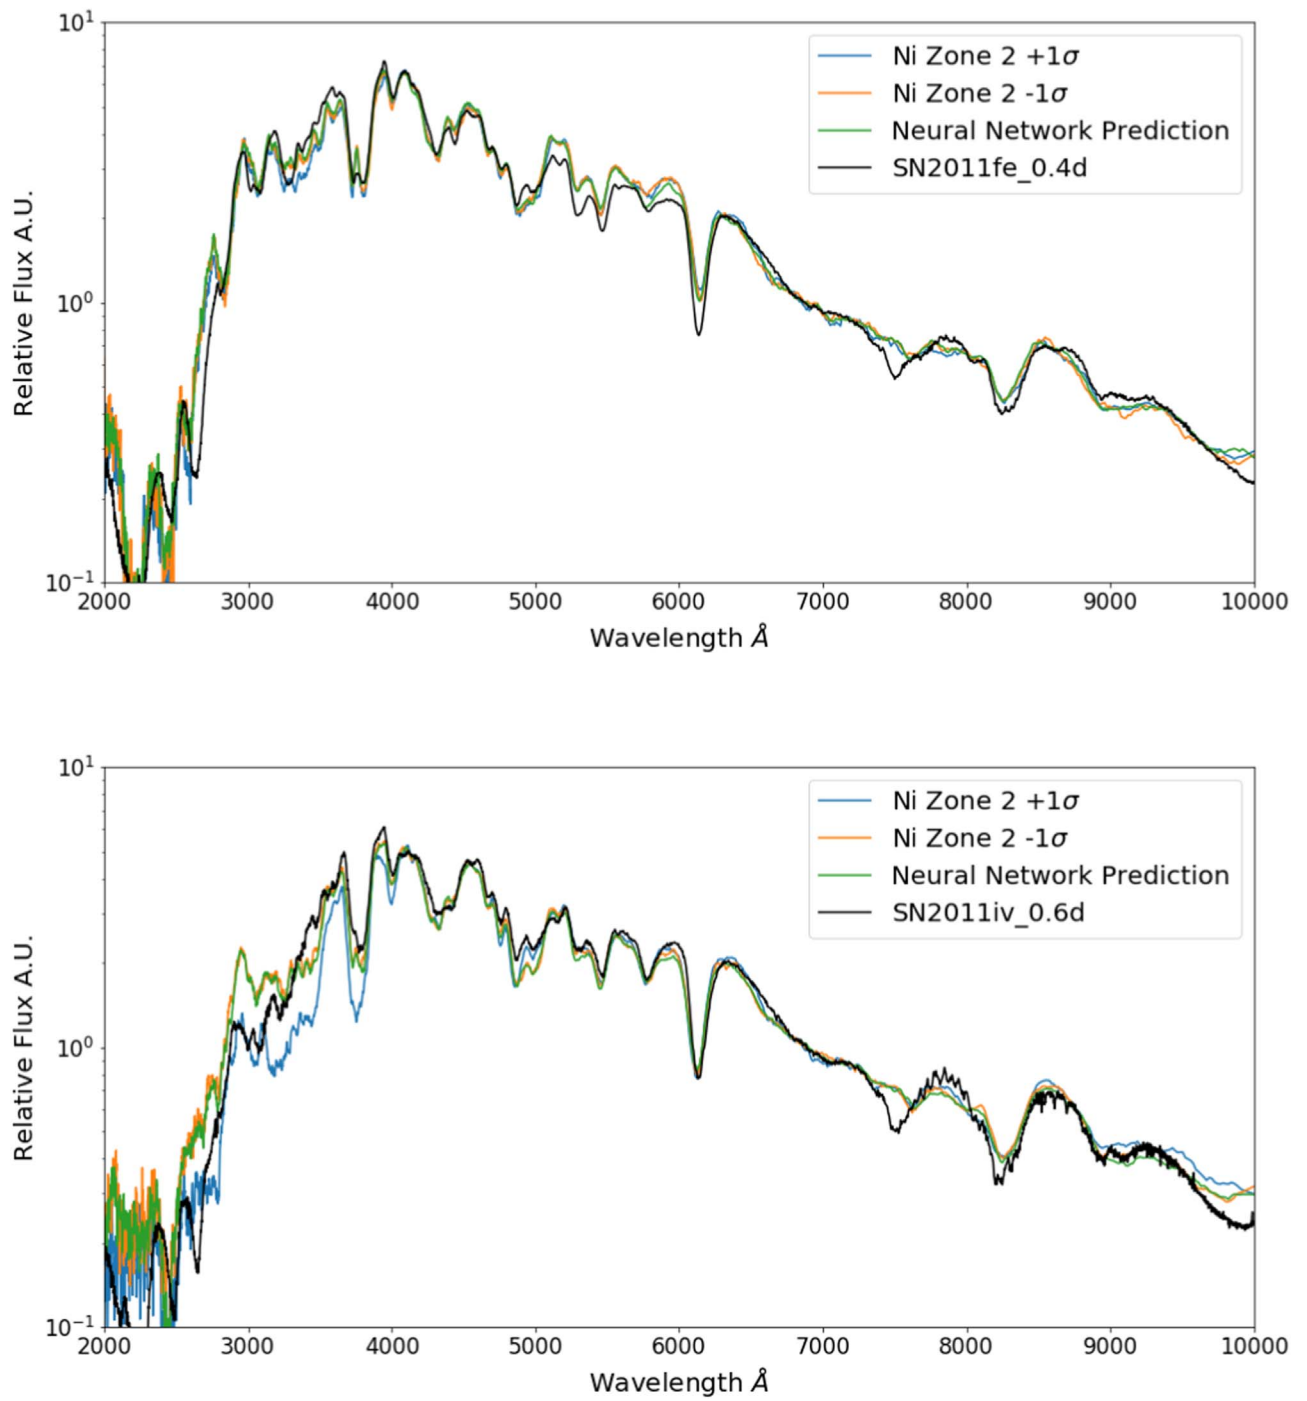 10¹
Ni Zone 2 +1σ
Ni Zone 2 -1σ
Neural Network Prediction
SN2011fe_0.4d
Relative Flux A.U.
10⁰
10⁻¹
2000 3000 4000 5000 6000 7000 8000 9000 10000
Wavelength Å
10¹
Ni Zone 2 +1σ
Ni Zone 2 -1σ
Neural Network Prediction
SN2011iv_0.6d
Relative Flux A.U.
10⁰
10⁻¹
2000 3000 4000 5000 6000 7000 8000 9000 10000
Wavelength Å